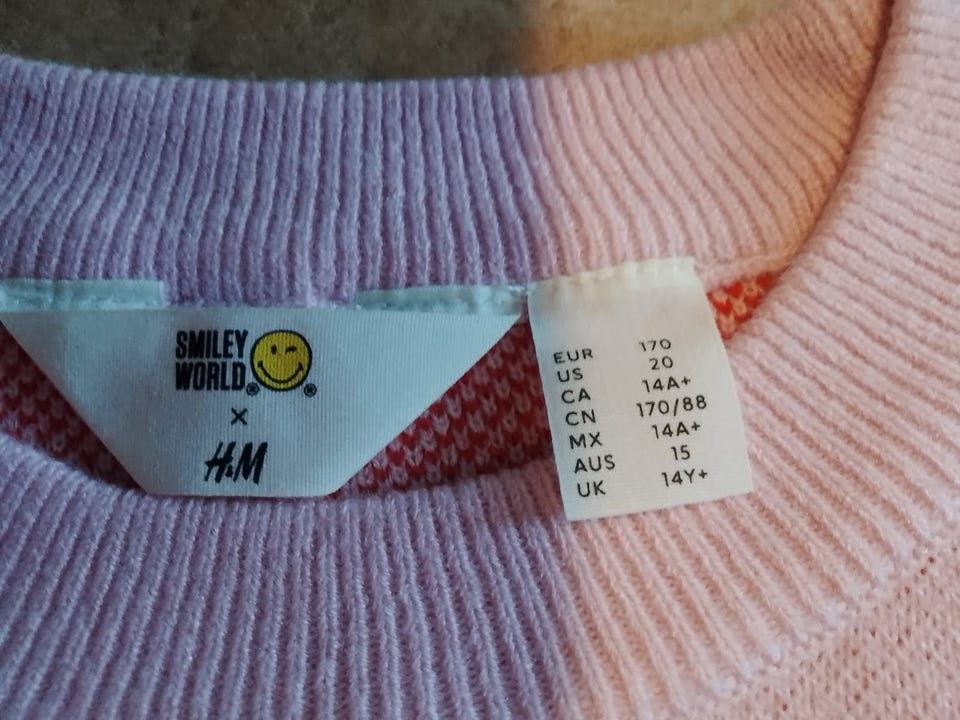 SMILEY
WORLD®®
×
H&M
EUR 170
US 20
CA 14A+
CN 170/88
MX 14A+
AUS 15
UK 14Y+